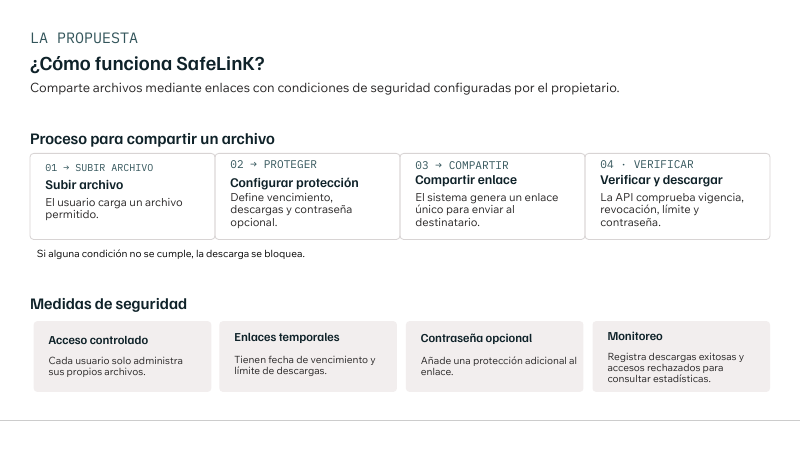 LA PROPUESTA
¿Cómo funciona SafeLinK?
Comparte archivos mediante enlaces con condiciones de seguridad configuradas por el propietario.
Proceso para compartir un archivo
01 → SUBIR ARCHIVO
Subir archivo
El usuario carga un archivo
permitido.
02 → PROTEGER
Configurar protección
Define vencimiento,
descargas y contraseña
opcional.
03 → COMPARTIR
Compartir enlace
El sistema genera un enlace
único para enviar al
destinatario.
04 · VERIFICAR
Verificar y descargar
La API comprueba vigencia,
revocación, límite y
contraseña.
Si alguna condición no se cumple, la descarga se bloquea.
Medidas de seguridad
Acceso controlado
Cada usuario solo administra
sus propios archivos.
Enlaces temporales
Tienen fecha de vencimiento y
límite de descargas.
Contraseña opcional
Añade una protección adicional al
enlace.
Monitoreo
Registra descargas exitosas y
accesos rechazados para
consultar estadísticas.